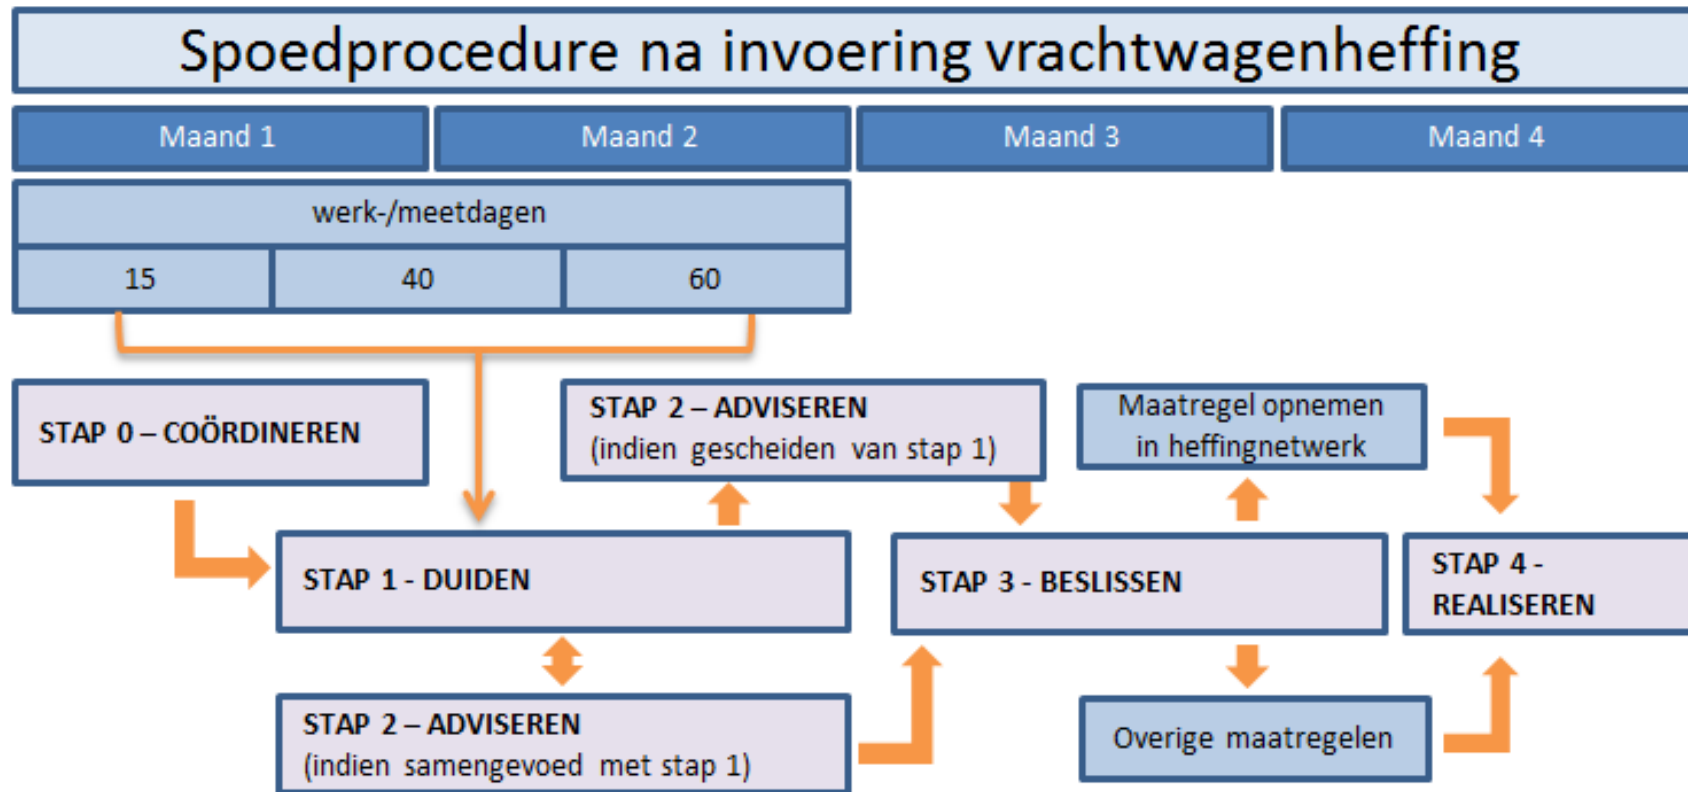 Spoedprocedure na invoering vrachtwagenheffing
Maand 1
Maand 2
Maand 3
Maand 4
werk-/meetdagen
15
40
60
STAP 0 – COÖRDINEREN
STAP 2 – ADVISEREN
(indien gescheiden van stap 1)
Maatregel opnemen
in heffingnetwerk
STAP 1 - DUIDEN
STAP 3 - BESLISSEN
STAP 4 -
REALISEREN
STAP 2 – ADVISEREN
(indien samengevoed met stap 1)
Overige maatregelen